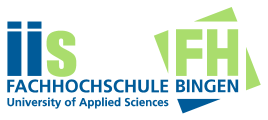 iis FH
FACHHOCHSCHULE BINGEN
University of Applied Sciences